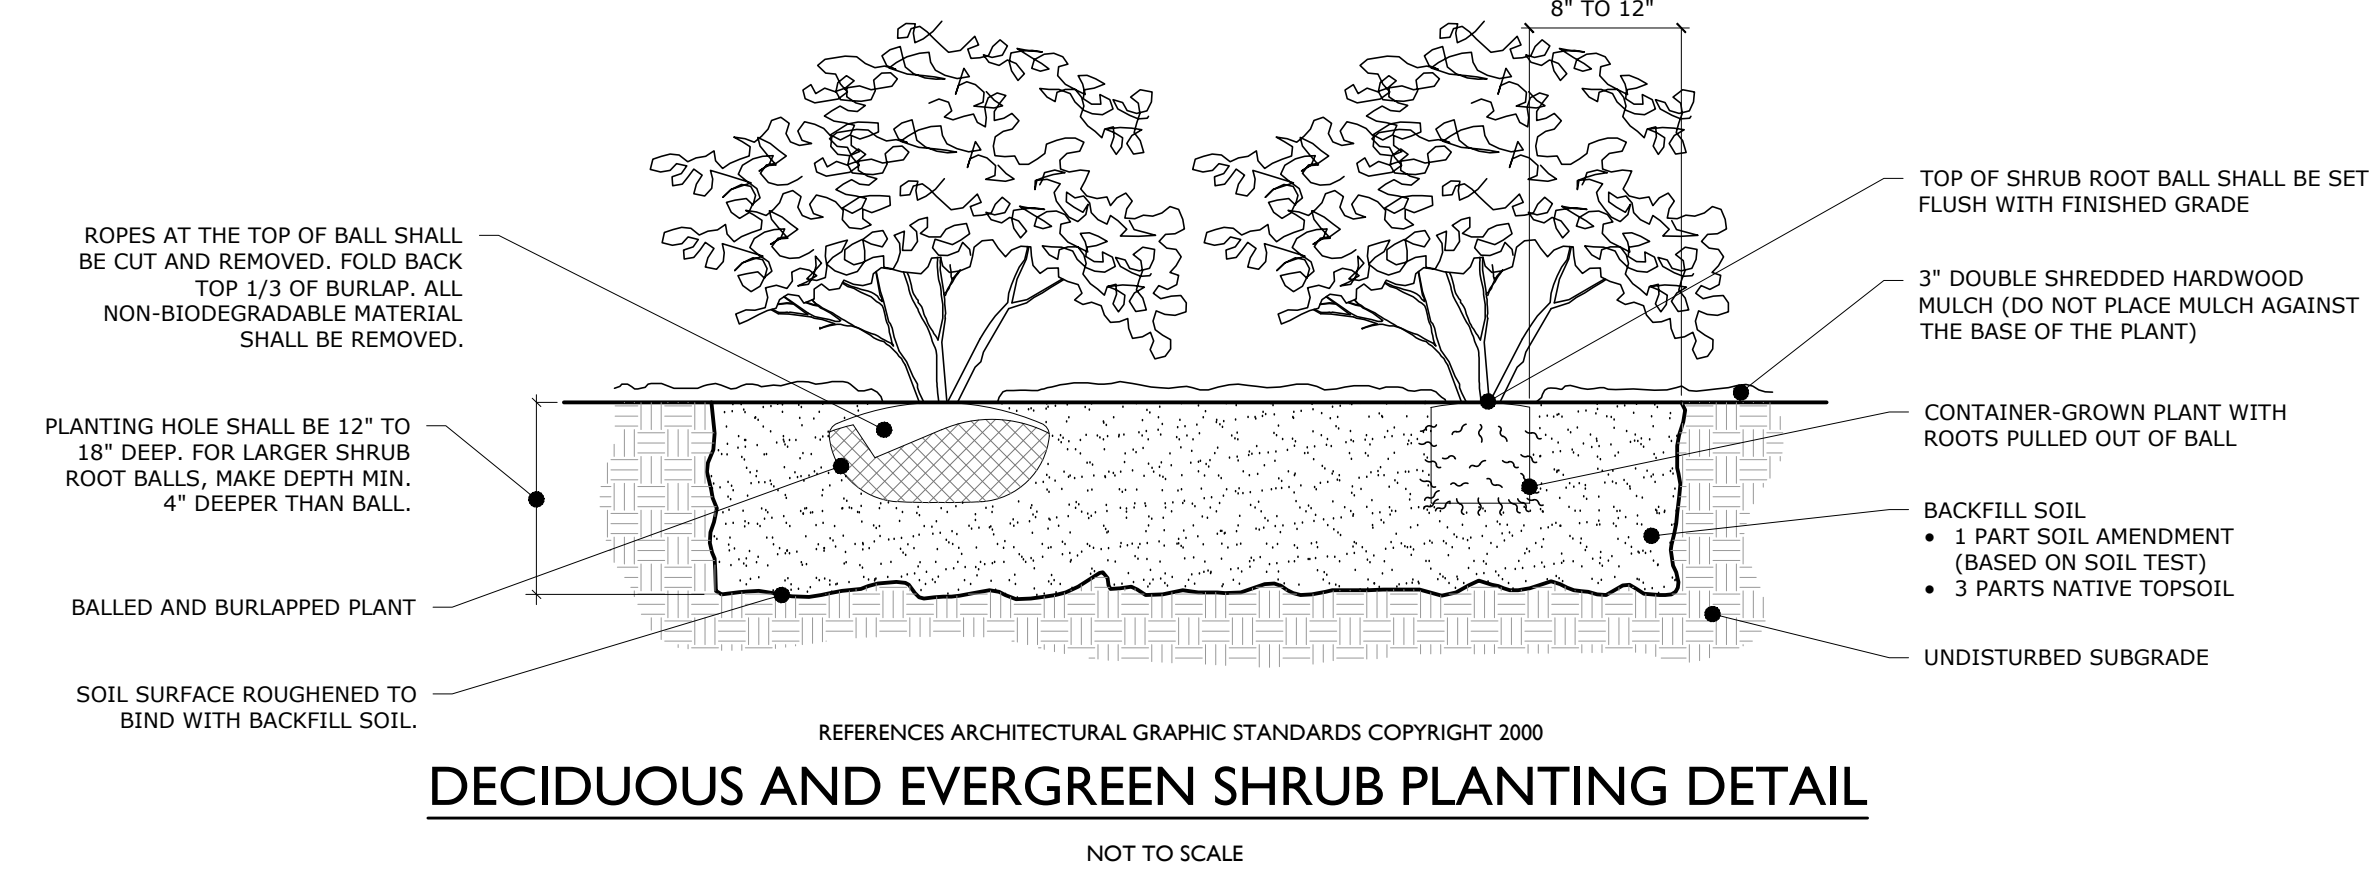 8" TO 12"
ROPES AT THE TOP OF BALL SHALL
BE CUT AND REMOVED. FOLD BACK
TOP 1/3 OF BURLAP. ALL
NON-BIODEGRADABLE MATERIAL
SHALL BE REMOVED.
PLANTING HOLE SHALL BE 12" TO
18" DEEP. FOR LARGER SHRUB
ROOT BALLS, MAKE DEPTH MIN.
4" DEEPER THAN BALL.
BALLED AND BURLAPPED PLANT
SOIL SURFACE ROUGHENED TO
BIND WITH BACKFILL SOIL.
TOP OF SHRUB ROOT BALL SHALL BE SET
FLUSH WITH FINISHED GRADE
3" DOUBLE SHREDDED HARDWOOD
MULCH (DO NOT PLACE MULCH AGAINST
THE BASE OF THE PLANT)
CONTAINER-GROWN PLANT WITH
ROOTS PULLED OUT OF BALL
BACKFILL SOIL
• 1 PART SOIL AMENDMENT
(BASED ON SOIL TEST)
• 3 PARTS NATIVE TOPSOIL
UNDISTURBED SUBGRADE
REFERENCES ARCHITECTURAL GRAPHIC STANDARDS COPYRIGHT 2000
DECIDUOUS AND EVERGREEN SHRUB PLANTING DETAIL
NOT TO SCALE